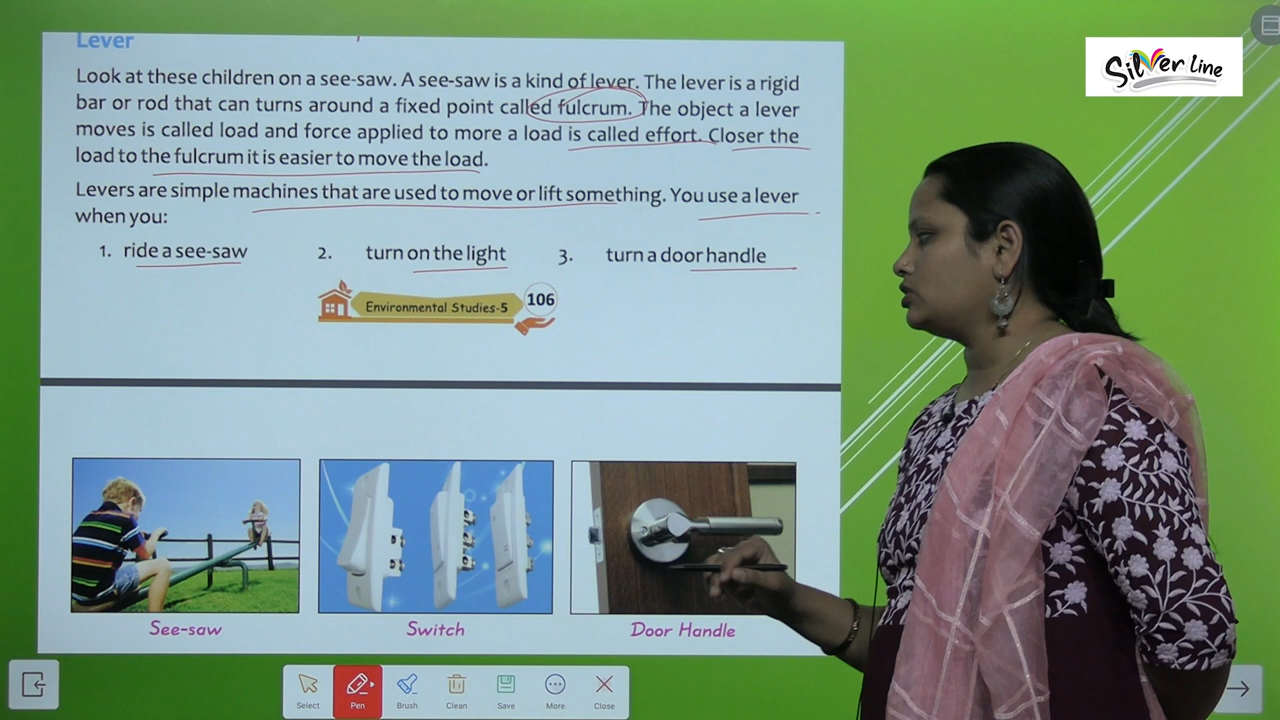 Lever
Silver line
Look at these children on a see-saw. A see-saw is a kind of lever. The lever is a rigid
bar or rod that can turns around a fixed point called fulcrum. The object a lever
moves is called load and force applied to more a load is called effort. Closer the
load to the fulcrum it is easier to move the load.
Levers are simple machines that are used to move or lift something. You use a lever
when you:
1. ride a see-saw 2. turn on the light 3. turn a door handle
Environmental Studies-5 106
See-saw Switch Door Handle
Select Pen Brush Clean Save More Close